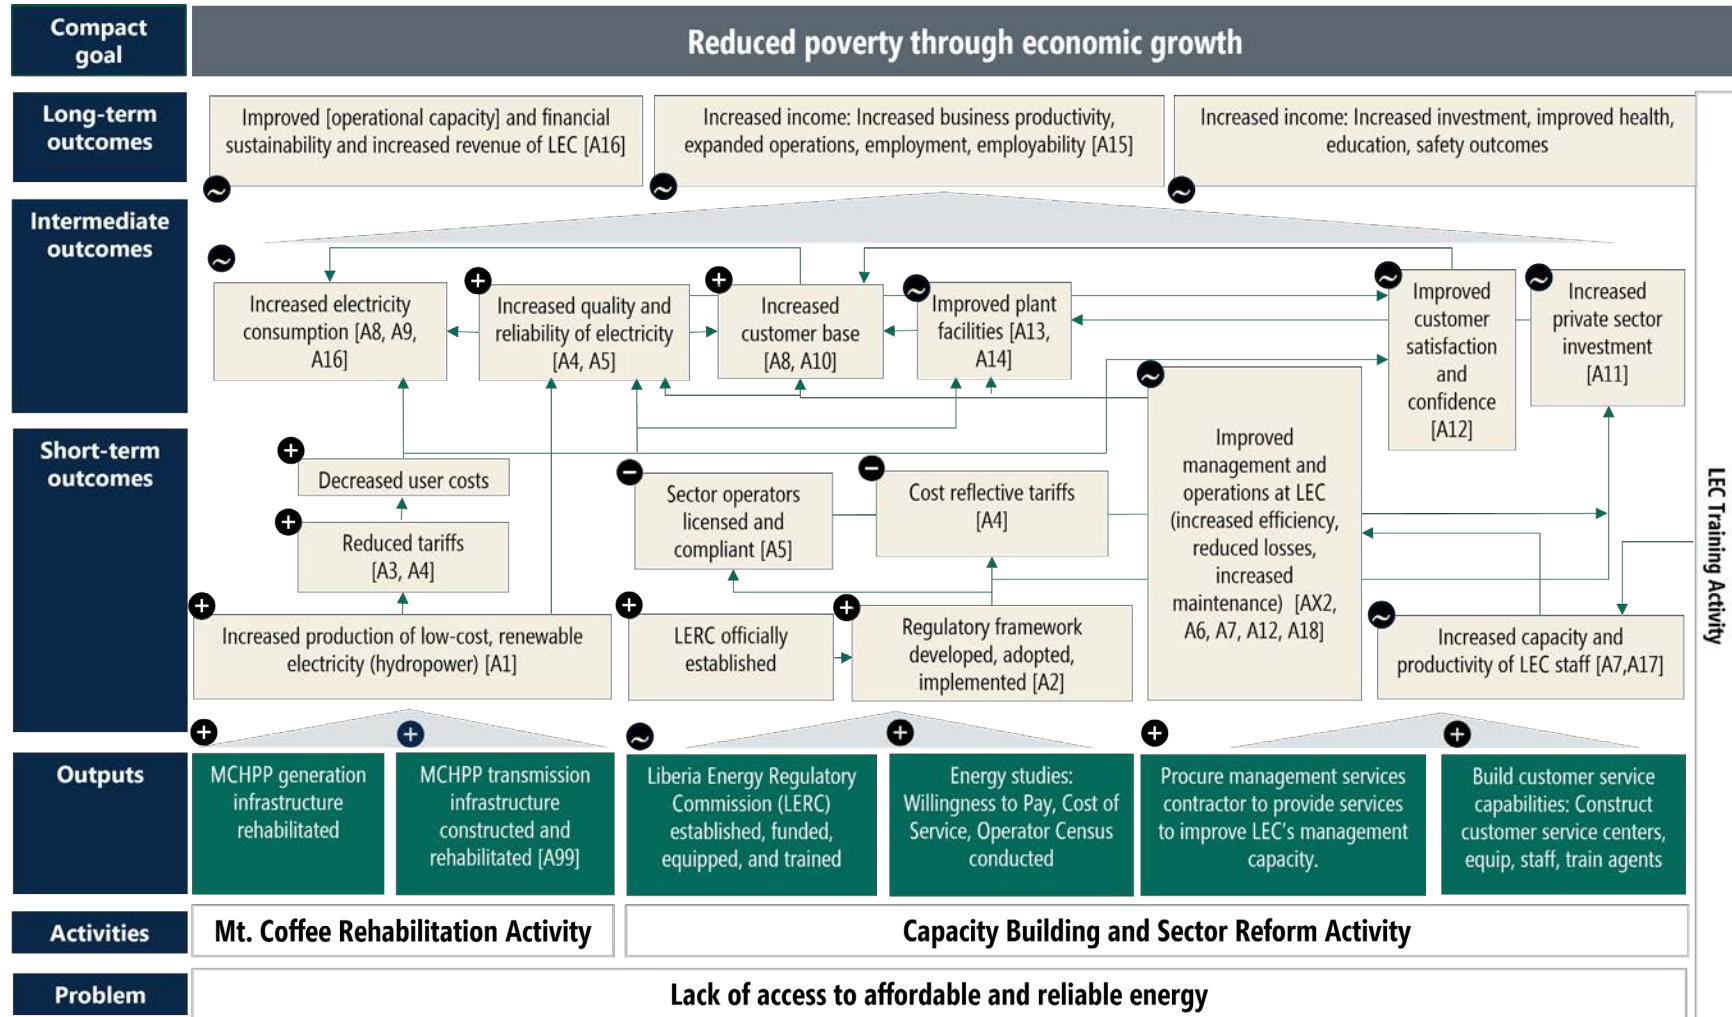 Compact
goal
Reduced poverty through economic growth
Long-term
outcomes
Improved [operational capacity] and financial
sustainability and increased revenue of LEC [A16]
~
Increased income: Increased business productivity,
expanded operations, employment, employability [A15]
~
Increased income: Increased investment, improved health,
education, safety outcomes
~
Intermediate
outcomes
~
Increased electricity
consumption [A8, A9,
A16]
+
Increased quality and
reliability of electricity
[A4, A5]
+
Increased
customer base
[A8, A10]
~
Improved plant
facilities [A13,
A14]
~
Improved
customer
satisfaction
and
confidence
[A12]
~
Increased
private sector
investment
[A11]
Short-term
outcomes
+
Decreased user costs
+
Reduced tariffs
[A3, A4]
+
Increased production of low-cost, renewable
electricity (hydropower) [A1]
−
Sector operators
licensed and
compliant [A5]
−
Cost reflective tariffs
[A4]
+
LERC officially
established
+
Regulatory framework
developed, adopted,
implemented [A2]
~
Improved
management and
operations at LEC
(increased efficiency,
reduced losses,
increased
maintenance) [AX2,
A6, A7, A12, A18]
~
Increased capacity and
productivity of LEC staff [A7,A17]
LEC Training Activity
Outputs
+
MCHPP generation
infrastructure
rehabilitated
+
MCHPP transmission
infrastructure
constructed and
rehabilitated [A99]
~
Liberia Energy Regulatory
Commission (LERC)
established, funded,
equipped, and trained
+
Energy studies:
Willingness to Pay, Cost of
Service, Operator Census
conducted
+
Procure management services
contractor to provide services
to improve LEC's management
capacity.
+
Build customer service
capabilities: Construct
customer service centers,
equip, staff, train agents
Activities
Mt. Coffee Rehabilitation Activity
Capacity Building and Sector Reform Activity
Problem
Lack of access to affordable and reliable energy